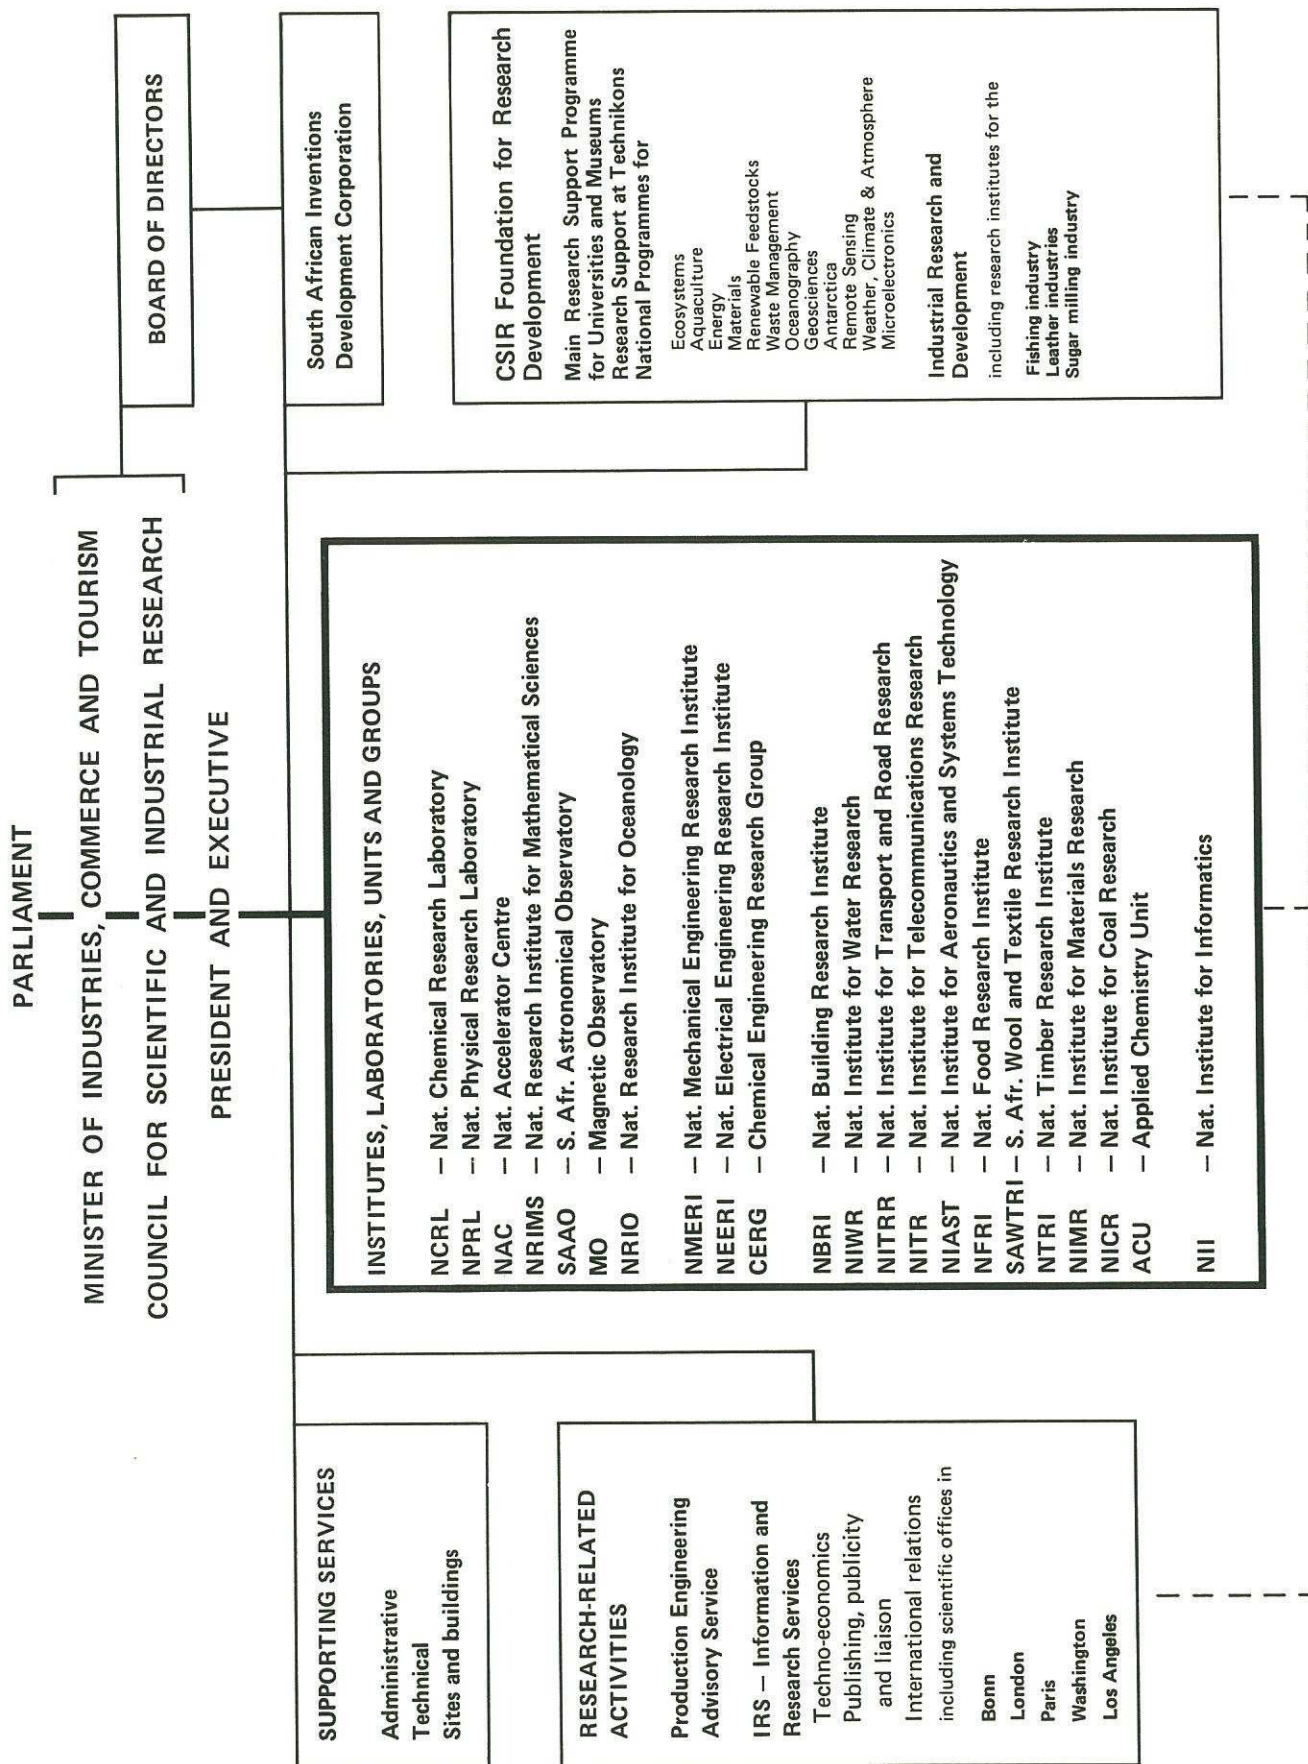 PARLIAMENT
MINISTER OF INDUSTRIES, COMMERCE AND TOURISM
COUNCIL FOR SCIENTIFIC AND INDUSTRIAL RESEARCH
PRESIDENT AND EXECUTIVE
BOARD OF DIRECTORS
South African Inventions
Development Corporation
SUPPORTING SERVICES
Administrative
Technical
Sites and buildings
RESEARCH-RELATED
ACTIVITIES
Production Engineering
Advisory Service
IRS – Information and
Research Services
Techno-economics
Publishing, publicity
and liaison
International relations
including scientific offices in
Bonn
London
Paris
Washington
Los Angeles
INSTITUTES, LABORATORIES, UNITS AND GROUPS
NCRL – Nat. Chemical Research Laboratory
NPRL – Nat. Physical Research Laboratory
NAC – Nat. Accelerator Centre
NRIMS – Nat. Research Institute for Mathematical Sciences
SAAO – S. Afr. Astronomical Observatory
MO – Magnetic Observatory
NRIO – Nat. Research Institute for Oceanology
NMERI – Nat. Mechanical Engineering Research Institute
NEERI – Nat. Electrical Engineering Research Institute
CERG – Chemical Engineering Research Group
NBRI – Nat. Building Research Institute
NIWR – Nat. Institute for Water Research
NITRR – Nat. Institute for Transport and Road Research
NITR – Nat. Institute for Telecommunications Research
NIAST – Nat. Institute for Aeronautics and Systems Technology
NFRI – Nat. Food Research Institute
SAWTRI – S. Afr. Wool and Textile Research Institute
NTRI – Nat. Timber Research Institute
NIMR – Nat. Institute for Materials Research
NICR – Nat. Institute for Coal Research
ACU – Applied Chemistry Unit
NII – Nat. Institute for Informatics
CSIR Foundation for Research
Development
Main Research Support Programme
for Universities and Museums
Research Support at Technikons
National Programmes for
Ecosystems
Aquaculture
Energy
Materials
Renewable Feedstocks
Waste Management
Oceanography
Geosciences
Antarctica
Remote Sensing
Weather, Climate & Atmosphere
Microelectronics
Industrial Research and
Development
including research institutes for the
Fishing industry
Leather industries
Sugar milling industry